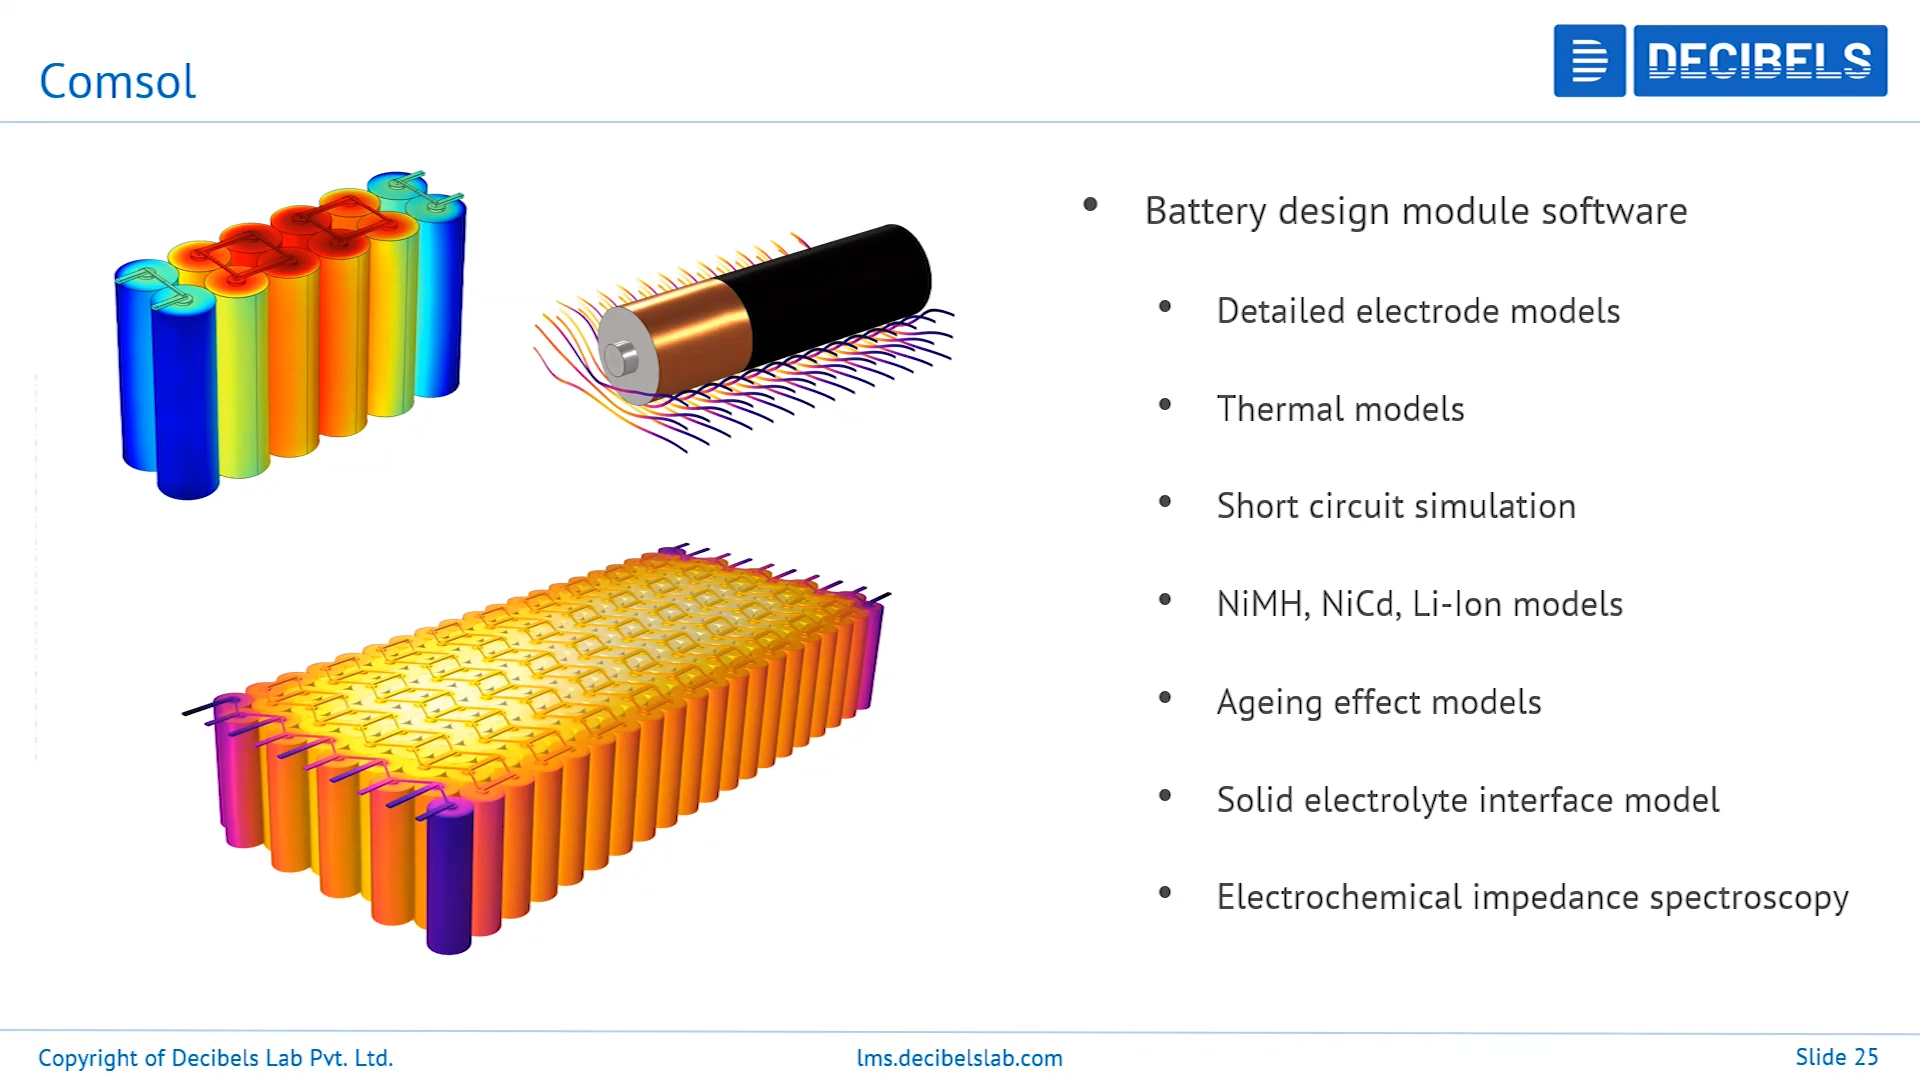 Comsol
DECIBELS
• Battery design module software
• Detailed electrode models
• Thermal models
• Short circuit simulation
• NiMH, NiCd, Li-Ion models
• Ageing effect models
• Solid electrolyte interface model
• Electrochemical impedance spectroscopy
Copyright of Decibels Lab Pvt. Ltd.
lms.decibelslab.com
Slide 25